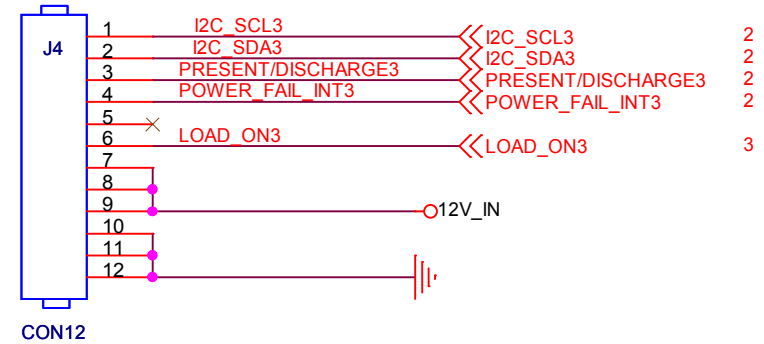 J4
1 I2C_SCL3 I2C_SCL3 2
2 I2C_SDA3 I2C_SDA3 2
3 PRESENT/DISCHARGE3 PRESENT/DISCHARGE3 2
4 POWER_FAIL_INT3 POWER_FAIL_INT3 2
5
6 LOAD_ON3 LOAD_ON3 3
7
8
9 12V_IN
10
11
12
CON12